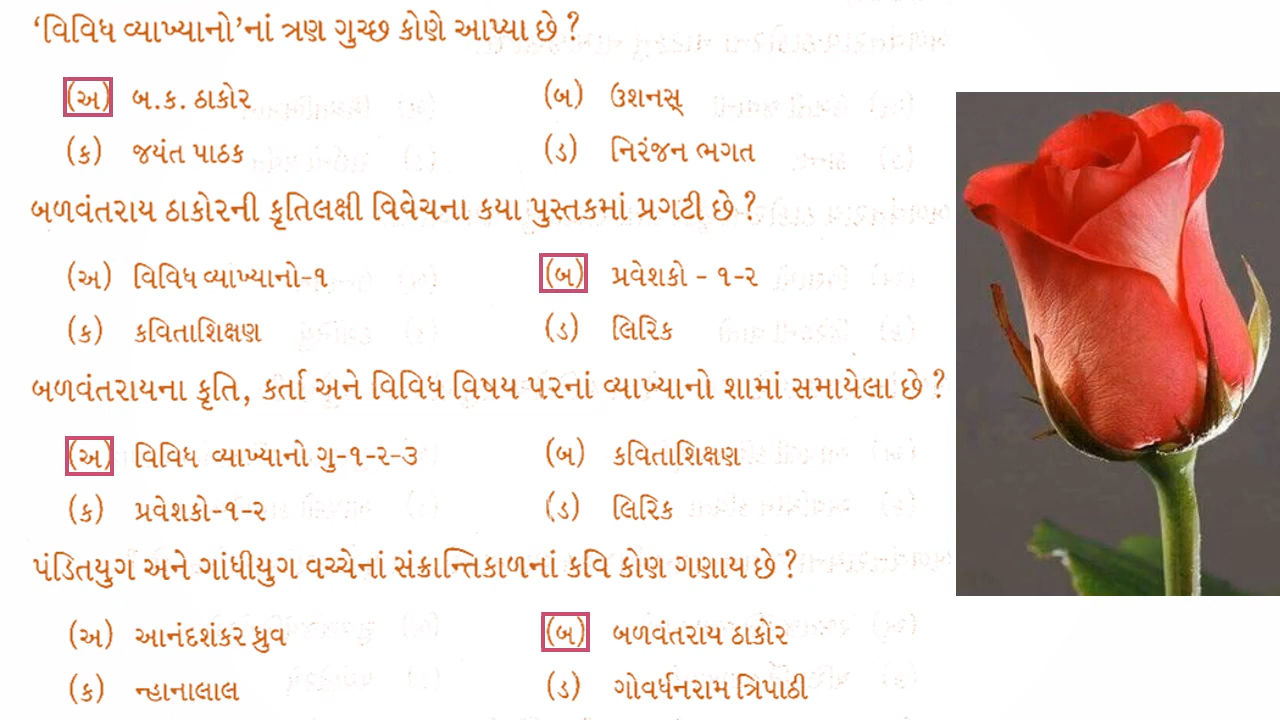 ‘વિવિધ વ્યાખ્યાનો’નાં ત્રણ ગુચ્છ કોણે આપ્યા છે ?
(અ) બ.ક. ઠાકોર (બ) ઉશનસ્
(ક) જયંત પાઠક (ડ) નિરંજન ભગત
બળવંતરાય ઠાકોરની કૃતિલક્ષી વિવેચના કયા પુસ્તકમાં પ્રગટી છે ?
(અ) વિવિધ વ્યાખ્યાનો-૧ (બ) પ્રવેશકો - ૧-૨
(ક) કવિતાશિક્ષણ (ડ) લિરિક
બળવંતરાયના કૃતિ, કર્તા અને વિવિધ વિષય પરનાં વ્યાખ્યાનો શામાં સમાયેલા છે ?
(અ) વિવિધ વ્યાખ્યાનો ગુ-૧-૨-૩ (બ) કવિતાશિક્ષણ
(ક) પ્રવેશકો-૧-૨ (ડ) લિરિક
પંડિતયુગ અને ગાંધીયુગ વચ્ચેનાં સંક્રાન્તિકાળનાં કવિ કોણ ગણાય છે ?
(અ) આનંદશંકર ધ્રુવ (બ) બળવંતરાય ઠાકોર
(ક) ન્હાનાલાલ (ડ) ગોવર્ધનરામ ત્રિપાઠી